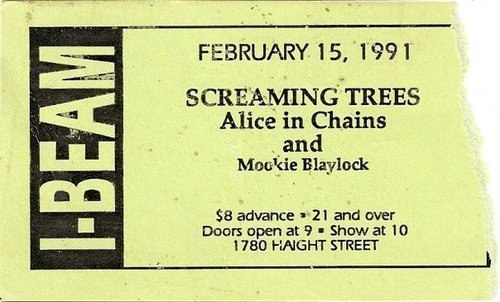 I-BEAM
FEBRUARY 15, 1991
SCREAMING TREES
Alice in Chains
and
Mookie Blaylock
$8 advance ▪ 21 and over
Doors open at 9 ▪ Show at 10
1780 HAIGHT STREET